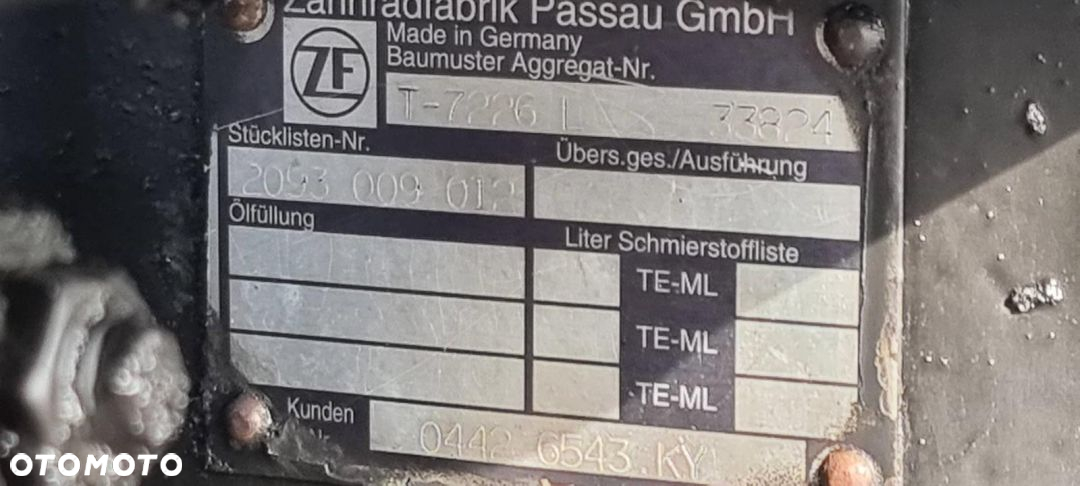 Zahnradfabrik Passau GmbH
Made in Germany
Baumuster Aggregat-Nr.
ZF
T-7226 L 33824
Stücklisten-Nr.
Übers.ges./Ausführung
2093 009 012
Ölfüllung
Liter Schmierstoffliste
TE-ML
TE-ML
TE-ML
Kunden
0442 6543.KY
OTOMOTO